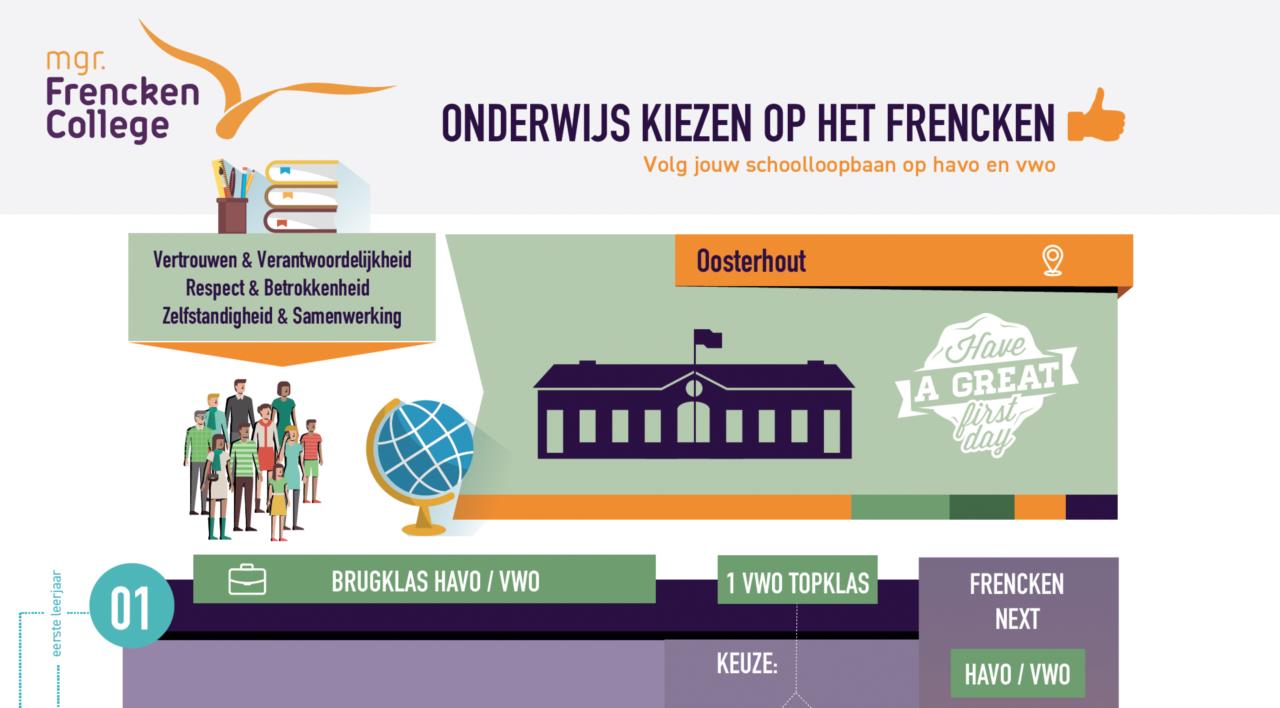 mgr.
Frencken
College
ONDERWIJS KIEZEN OP HET FRENCKEN
Volg jouw schoolloopbaan op havo en vwo
Vertrouwen & Verantwoordelijkheid
Respect & Betrokkenheid
Zelfstandigheid & Samenwerking
Oosterhout
Have
A GREAT
first
day
eerste leerjaar
01
BRUGKLAS HAVO / VWO
1 VWO TOPKLAS
KEUZE:
FRENCKEN
NEXT
HAVO / VWO